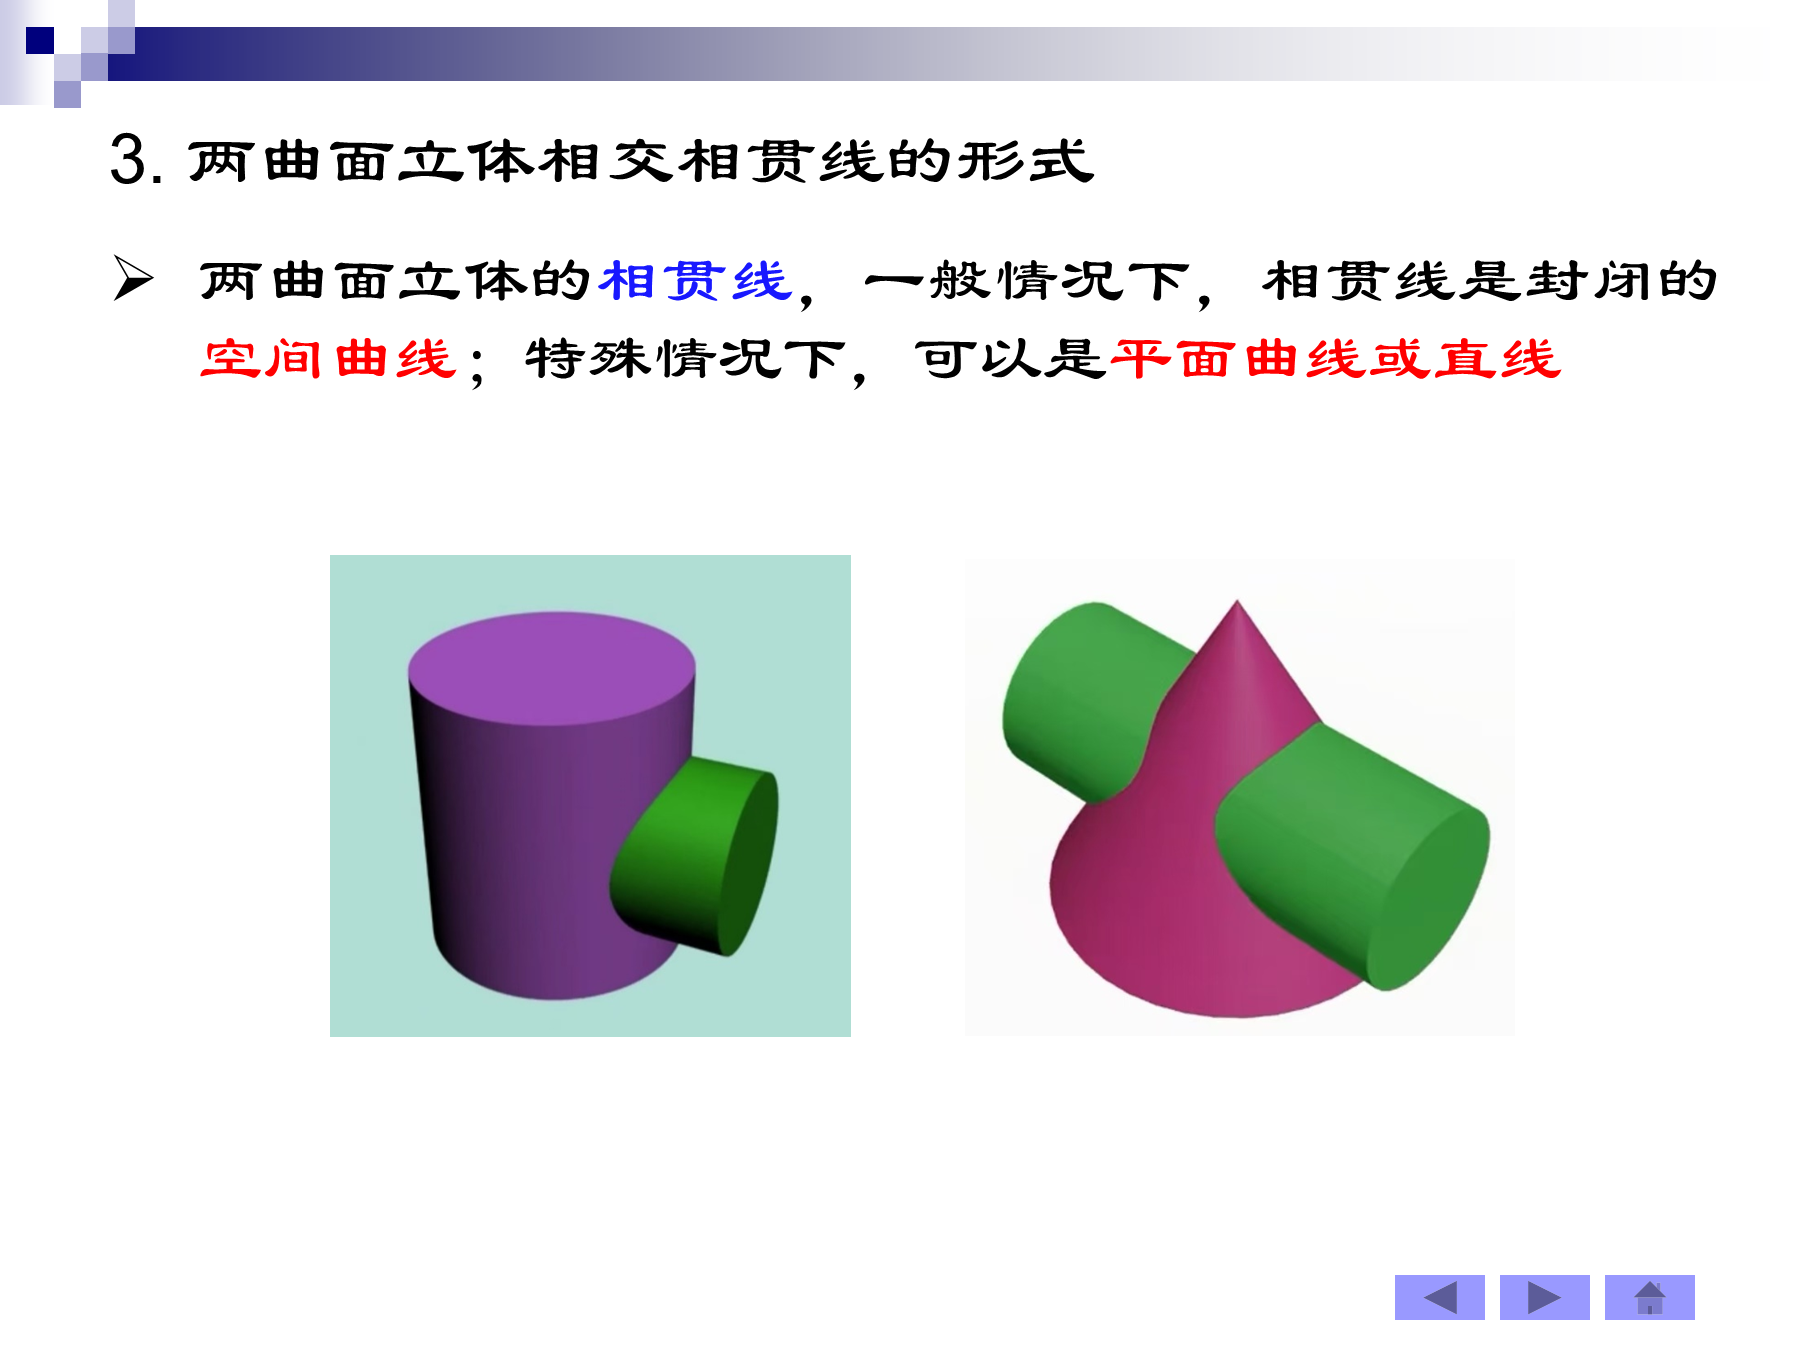 3. 两曲面立体相交相贯线的形式
两曲面立体的相贯线，一般情况下，相贯线是封闭的
空间曲线；特殊情况下，可以是平面曲线或直线